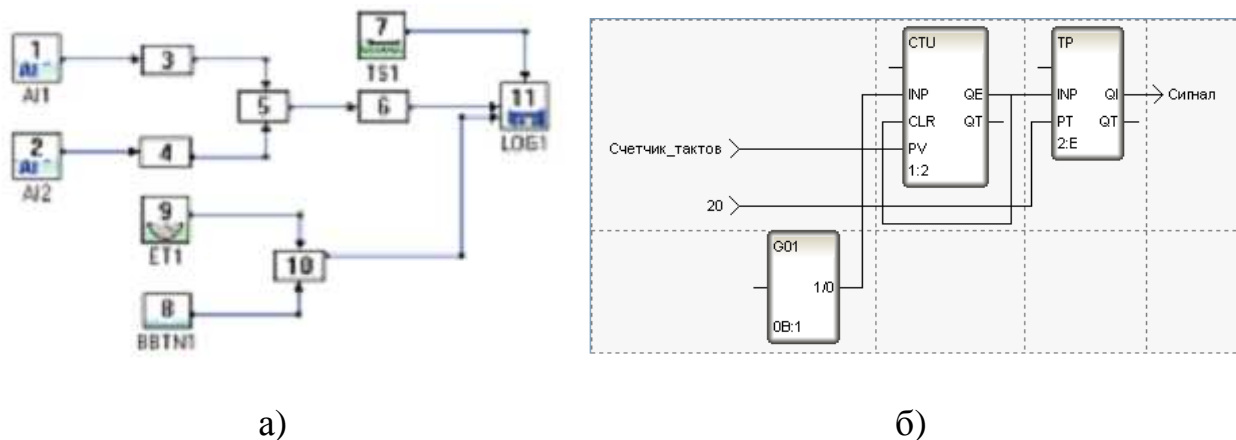 1
AI
AI1
2
AI
AI2
3
4
5
6
7
TS1
8
BBTN1
9
ET1
10
11
LOG1
CTU
INP QE
CLR QT
PV
1:2
TP
INP QI
PT QT
2:E
Сигнал
Счетчик_тактов
20
G01
1/0
0B:1
а) б)